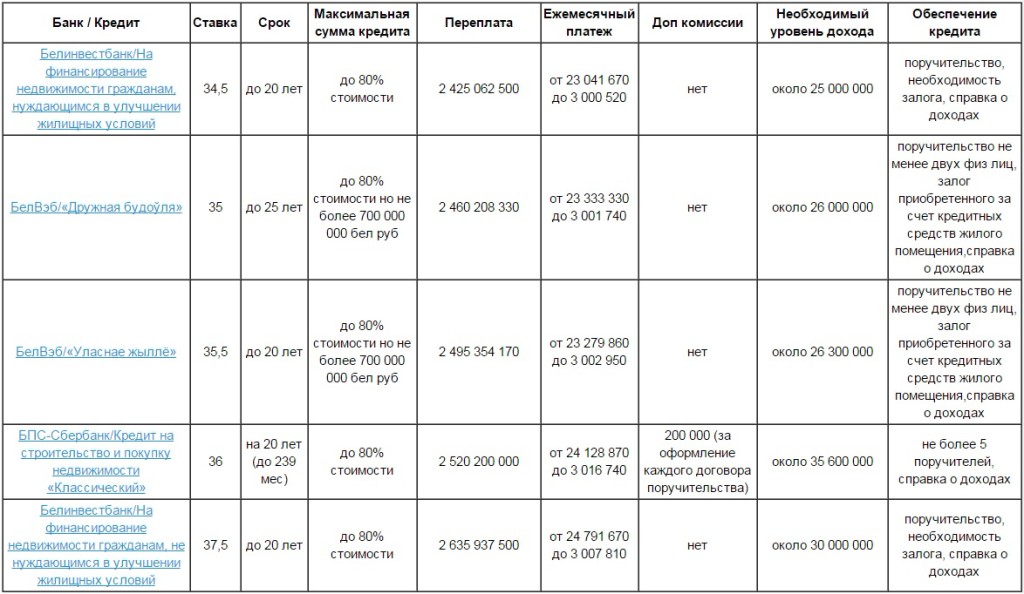 Банк / Кредит
Ставка
Срок
Максимальная
сумма кредита
Переплата
Ежемесячный
платеж
Доп комиссии
Необходимый
уровень дохода
Обеспечение
кредита
Белинвестбанк/На
финансирование
недвижимости гражданам,
нуждающимся в улучшении
жилищных условий
34,5
до 20 лет
до 80%
стоимости
2 425 062 500
от 23 041 670
до 3 000 520
нет
около 25 000 000
поручительство,
необходимость
залога, справка о
доходах
БелВэб/«Дружная будоўля»
35
до 25 лет
до 80%
стоимости но не
более 700 000
000 бел руб
2 460 208 330
от 23 333 330
до 3 001 740
нет
около 26 000 000
поручительство не
менее двух физ лиц,
залог
приобретенного за
счет кредитных
средств жилого
помещения,справка
о доходах
БелВэб/«Уласнае жыллё»
35,5
до 20 лет
до 80%
стоимости но не
более 700 000
000 бел руб
2 495 354 170
от 23 279 860
до 3 002 950
нет
около 26 300 000
поручительство не
менее двух физ лиц,
залог
приобретенного за
счет кредитных
средств жилого
помещения,справка
о доходах
БПС-Сбербанк/Кредит на
строительство и покупку
недвижимости
«Классический»
36
на 20 лет
(до 239
мес)
до 80%
стоимости
2 520 200 000
от 24 128 870
до 3 016 740
200 000 (за
оформление
каждого договора
поручительства)
около 35 600 000
не более 5
поручителей,
справка о доходах
Белинвестбанк/На
финансирование
недвижимости гражданам, не
нуждающимся в улучшении
жилищных условий
37,5
до 20 лет
до 80%
стоимости
2 635 937 500
от 24 791 670
до 3 007 810
нет
около 30 000 000
поручительство,
необходимость
залога, справка о
доходах